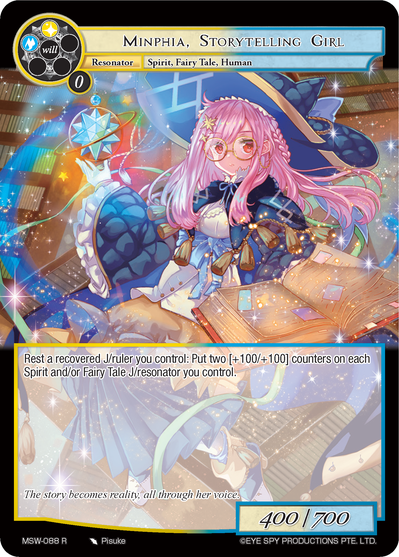 will
MINPHIA, STORYTELLING GIRL
Resonator
Spirit, Fairy Tale, Human
0
Rest a recovered J/ruler you control: Put two [+100/+100] counters on each
Spirit and/or Fairy Tale J/resonator you control.
The story becomes reality, all through her voice.
400/700
MSW-088 R
Pisuke
©EYE SPY PRODUCTIONS PTE. LTD.